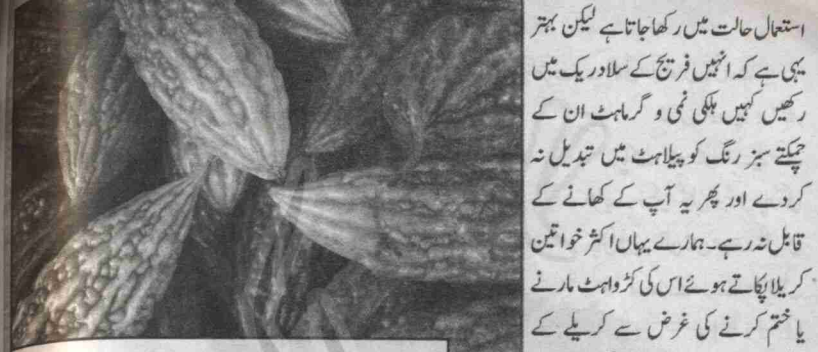 استعمال حالت میں رکھا جاتا ہے لیکن بہتر
یہی ہے کہ انہیں فریج کے سلاد ریک میں
رکھیں کہیں ہلکی نمی و گرماہٹ ان کے
چمکتے سبز رنگ کو پیلاہٹ میں تبدیل نہ
کردے اور پھر یہ آپ کے کھانے کے
قابل نہ رہے۔ ہمارے یہاں اکثر خواتین
کریلا پکاتے ہوئے اس کی کڑواہٹ مارنے
یا ختم کرنے کی غرض سے کریلے کے